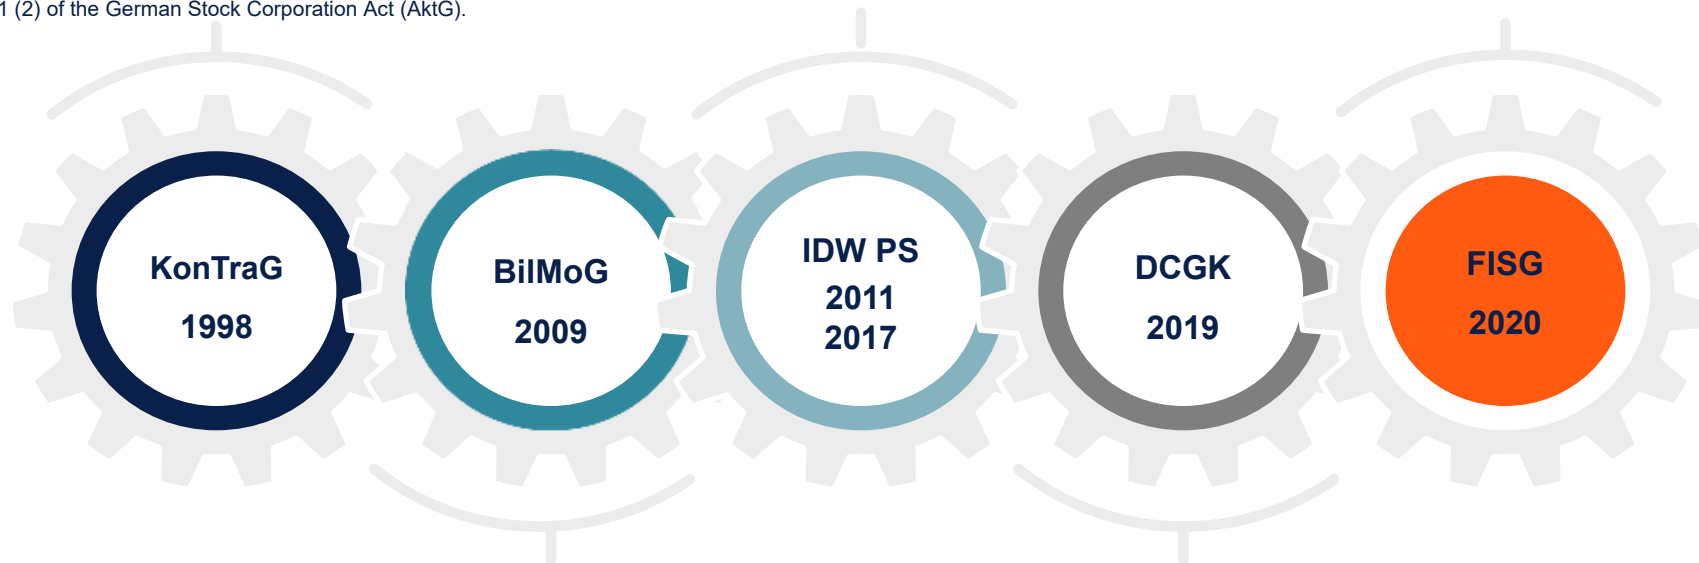 1 (2) of the German Stock Corporation Act (AktG).
KonTraG
1998
BilMoG
2009
IDW PS
2011
2017
DCGK
2019
FISG
2020